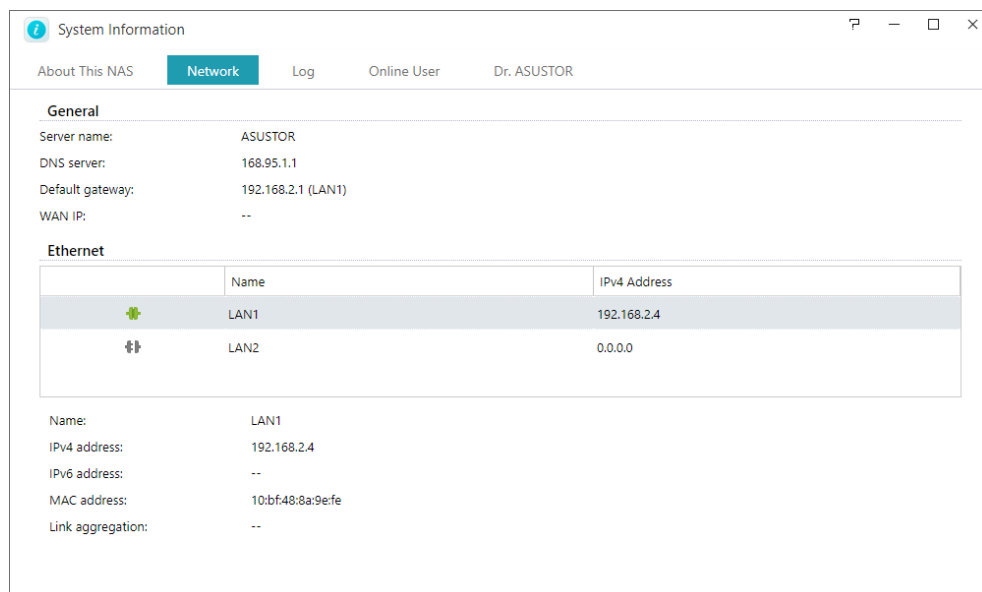 System Information
About This NAS Network Log Online User Dr. ASUSTOR
General
Server name: ASUSTOR
DNS server: 168.95.1.1
Default gateway: 192.168.2.1 (LAN1)
WAN IP: --
Ethernet
Name IPv4 Address
LAN1 192.168.2.4
LAN2 0.0.0.0
Name: LAN1
IPv4 address: 192.168.2.4
IPv6 address: --
MAC address: 10:bf:48:8a:9e:fe
Link aggregation: --